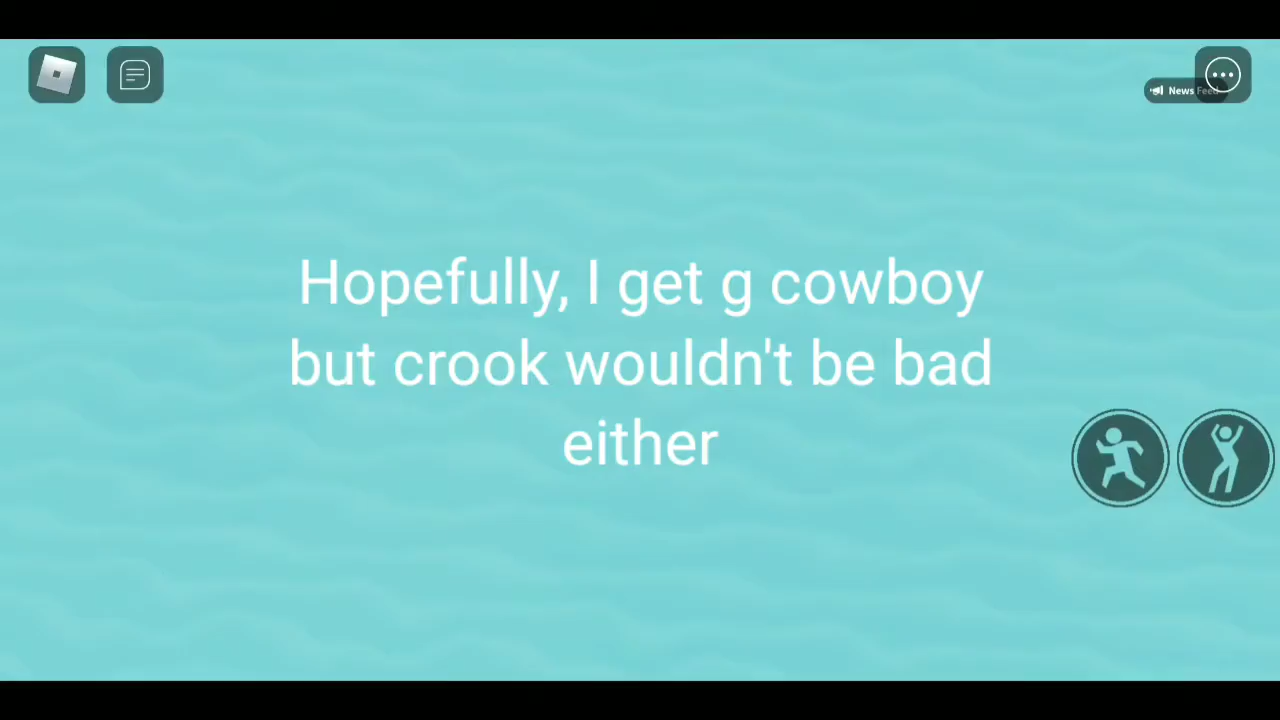 News Feed
Hopefully, I get g cowboy
but crook wouldn't be bad
either